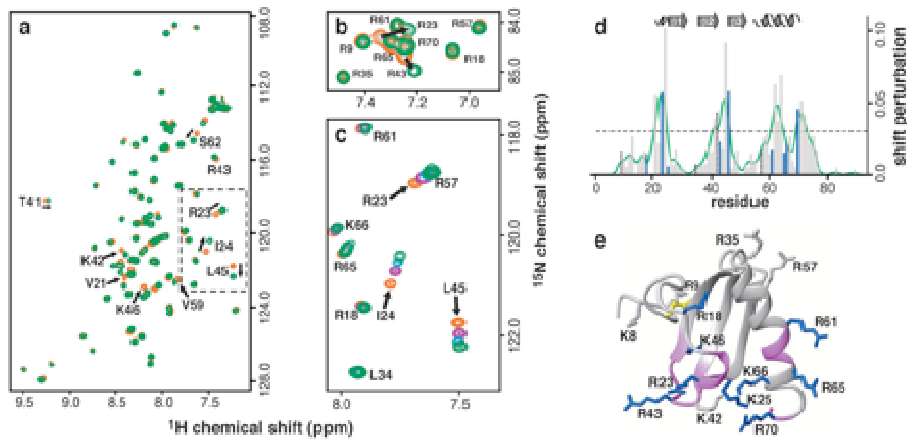 a
108.0
112.0
116.0
120.0
124.0
128.0
S62
R43
T41
R23
I24
L45
K42
V21
K46
V59
9.5 9.0 8.5 8.0 7.5
¹H chemical shift (ppm)
b
R61
R23
R57
R9
R65
R70
R18
R35
R43
84.0
85.0
7.4 7.2 7.0
c
R61
R57
R23
K66
R65
L45
R18
I24
L34
118.0
120.0
122.0
8.0 7.5
¹⁵N chemical shift (ppm)
d
0.10
0.05
0.0
shift perturbation
0 20 40 60 80
residue
e
R35
R57
R9
R18
K8
K46
R61
R23
K66
R65
R43
K42
K25
R70